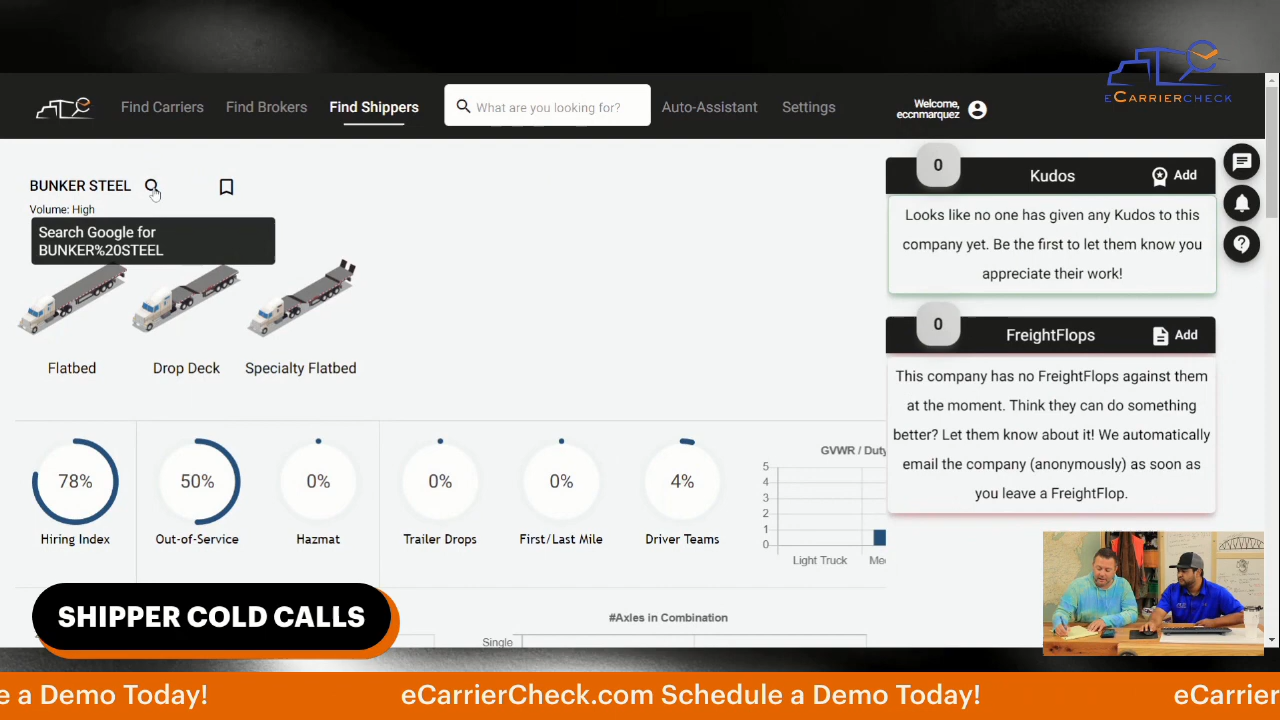 eCARRIERCHECK
Find Carriers
Find Brokers
Find Shippers
What are you looking for?
Auto-Assistant
Settings
Welcome,
eccnmarquez
BUNKER STEEL
Volume: High
Search Google for
BUNKER%20STEEL
Flatbed
Drop Deck
Specialty Flatbed
0
Kudos
Add
Looks like no one has given any Kudos to this
company yet. Be the first to let them know you
appreciate their work!
0
FreightFlops
Add
This company has no FreightFlops against them
at the moment. Think they can do something
better? Let them know about it! We automatically
email the company (anonymously) as soon as
you leave a FreightFlop.
78%
Hiring Index
50%
Out-of-Service
0%
Hazmat
0%
Trailer Drops
0%
First/Last Mile
4%
Driver Teams
GVWR / Duty
5
4
3
2
1
0
Light Truck
Me
#Axles in Combination
Single
SHIPPER COLD CALLS
e a Demo Today!
eCarrierCheck.com Schedule a Demo Today!
eCarrier